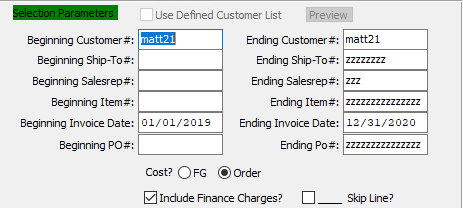 Selection Parameters Use Defined Customer List Preview
Beginning Customer#: matt21 Ending Customer#: matt21
Beginning Ship-To#: Ending Ship-To#: zzzzzzzz
Beginning Salesrep#: Ending Salesrep#: zzz
Beginning Item#: Ending Item#: zzzzzzzzzzzzzzz
Beginning Invoice Date: 01/01/2019 Ending Invoice Date: 12/31/2020
Beginning PO#: Ending Po#: zzzzzzzzzzzzzzz
Cost? FG Order
Include Finance Charges? ____ Skip Line?